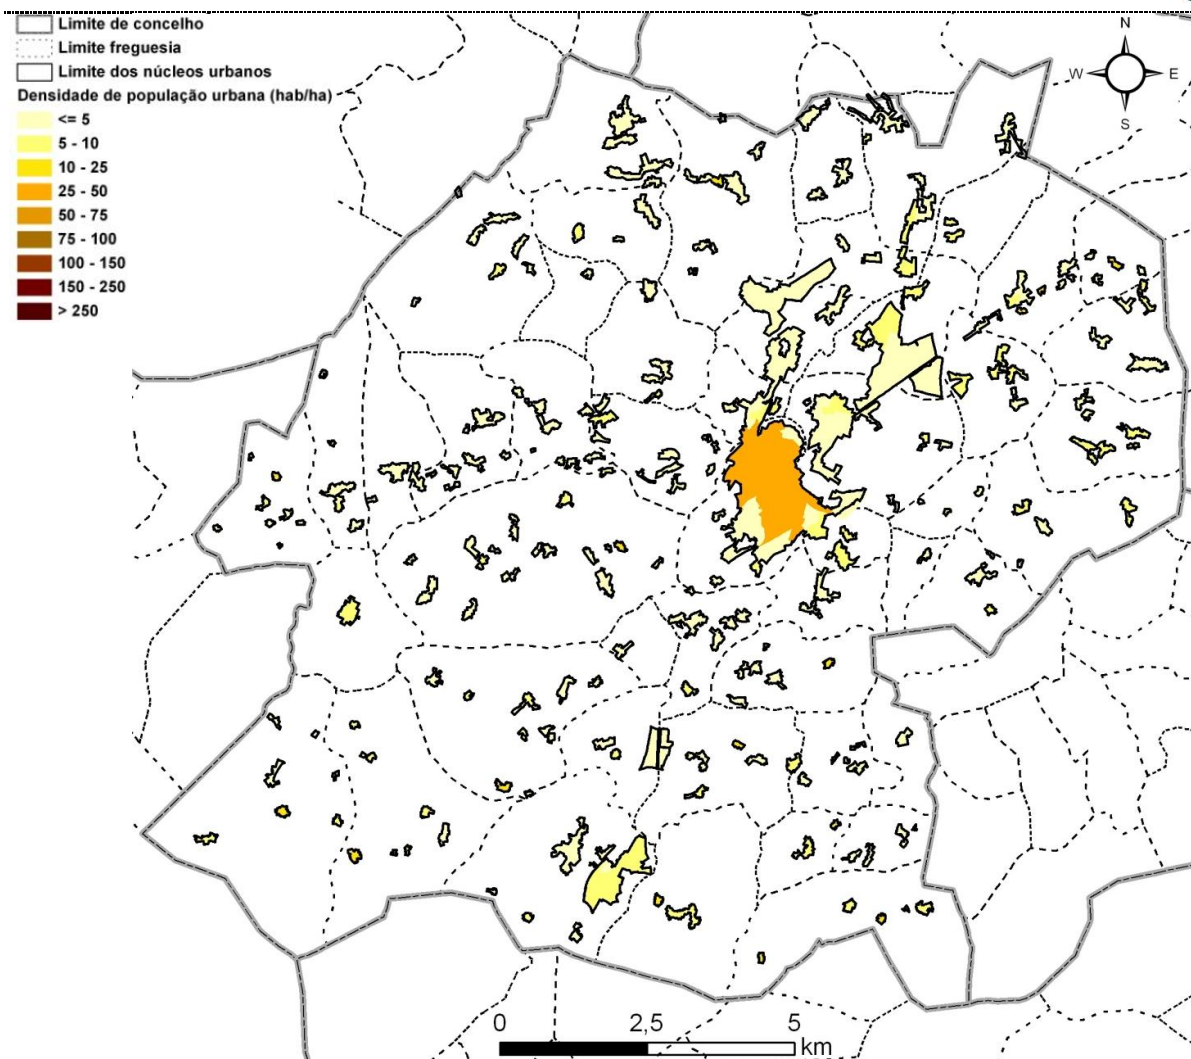 Limite de concelho
Limite freguesia
Limite dos núcleos urbanos
Densidade de população urbana (hab/ha)
<= 5
5 - 10
10 - 25
25 - 50
50 - 75
75 - 100
100 - 150
150 - 250
> 250
N
W E
S
0 2,5 5
km